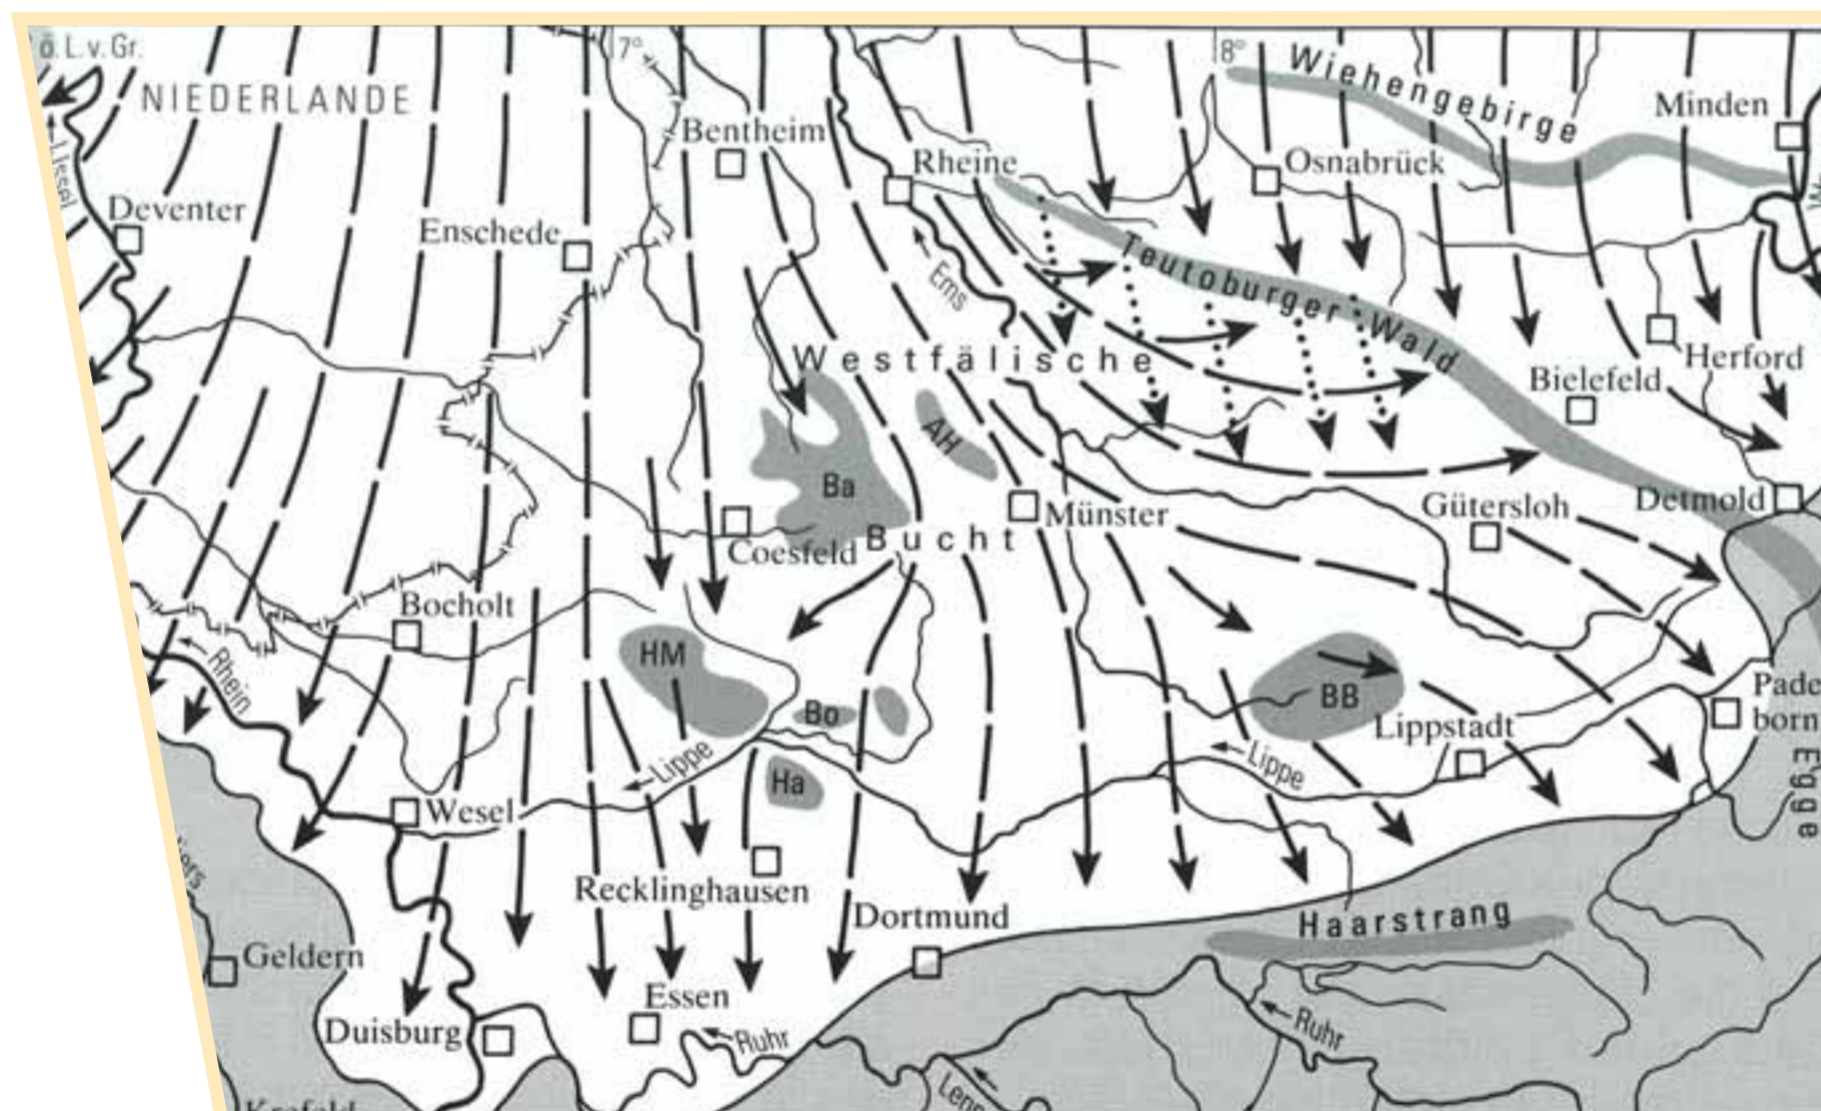 ö. L. v. Gr.
7°
8°
NIEDERLANDE
Wiehengebirge
Minden
Bentheim
Rheine
Osnabrück
IJssel
Deventer
Enschede
Ems
Teutoburger Wald
Herford
Westfälische
Bielefeld
AH
Ba
Münster
Gütersloh
Detmold
Bucht
Coesfeld
Bocholt
Rhein
HM
Bo
BB
Pade
born
Lippstadt
Lippe
Lippe
Ha
Egge
Wesel
Recklinghausen
Dortmund
Haarstrang
Geldern
Essen
Duisburg
Ruhr
Ruhr
Krefeld